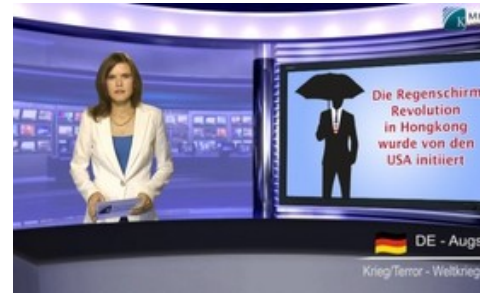 Die Regenschirm
Revolution
in Hongkong
wurde von den
USA initiiert
DE - Augs
Krieg/Terror - Weltkrieg